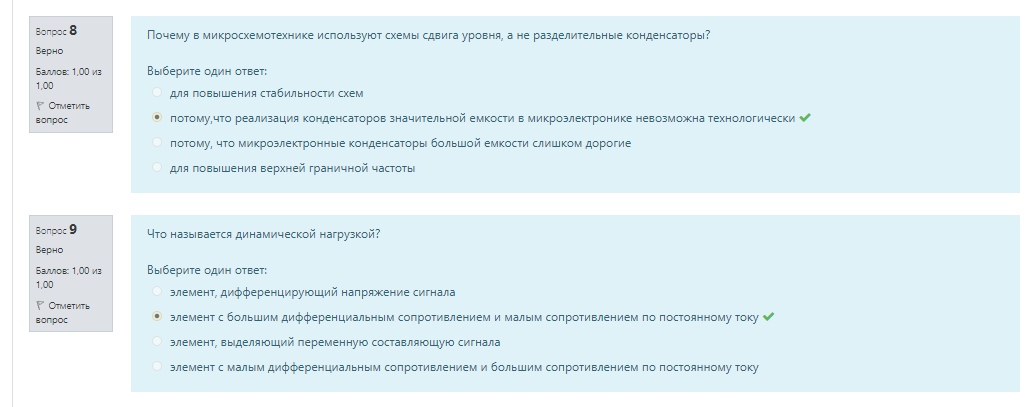 Вопрос 8
Верно
Баллов: 1,00 из
1,00
Отметить
вопрос
Почему в микросхемотехнике используют схемы сдвига уровня, а не разделительные конденсаторы?
Выберите один ответ:
для повышения стабильности схем
потому,что реализация конденсаторов значительной емкости в микроэлектронике невозможна технологически
потому, что микроэлектронные конденсаторы большой емкости слишком дорогие
для повышения верхней граничной частоты
Вопрос 9
Верно
Баллов: 1,00 из
1,00
Отметить
вопрос
Что называется динамической нагрузкой?
Выберите один ответ:
элемент, дифференцирующий напряжение сигнала
элемент с большим дифференциальным сопротивлением и малым сопротивлением по постоянному току
элемент, выделяющий переменную составляющую сигнала
элемент с малым дифференциальным сопротивлением и большим сопротивлением по постоянному току